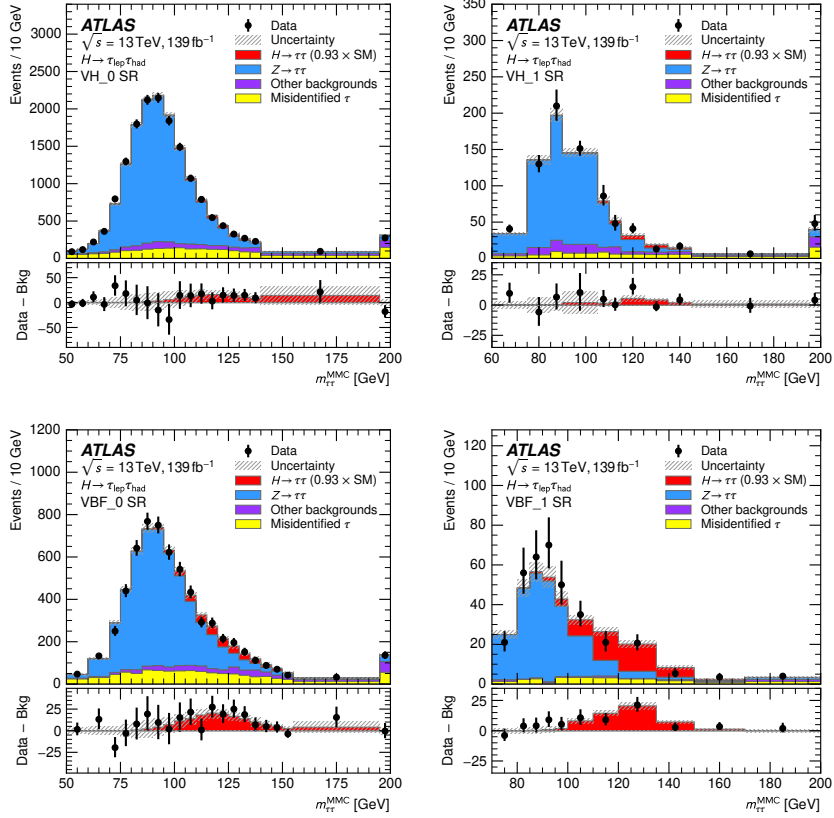 ATLAS
√s = 13 TeV, 139 fb⁻¹
H→τlepτhad
VH_0 SR
Data
Uncertainty
H→ττ (0.93 × SM)
Z→ττ
Other backgrounds
Misidentified τ
Events / 10 GeV
3000
2500
2000
1500
1000
500
0
Data − Bkg
50
0
−50
50 75 100 125 150 175 200
m^MMC_ττ [GeV]
ATLAS
√s = 13 TeV, 139 fb⁻¹
H→τlepτhad
VH_1 SR
Data
Uncertainty
H→ττ (0.93 × SM)
Z→ττ
Other backgrounds
Misidentified τ
Events / 10 GeV
350
300
250
200
150
100
50
0
Data − Bkg
25
0
−25
60 80 100 120 140 160 180 200
m^MMC_ττ [GeV]
ATLAS
√s = 13 TeV, 139 fb⁻¹
H→τlepτhad
VBF_0 SR
Data
Uncertainty
H→ττ (0.93 × SM)
Z→ττ
Other backgrounds
Misidentified τ
Events / 10 GeV
1200
1000
800
600
400
200
0
Data − Bkg
25
0
−25
50 75 100 125 150 175 200
m^MMC_ττ [GeV]
ATLAS
√s = 13 TeV, 139 fb⁻¹
H→τlepτhad
VBF_1 SR
Data
Uncertainty
H→ττ (0.93 × SM)
Z→ττ
Other backgrounds
Misidentified τ
Events / 10 GeV
120
100
80
60
40
20
0
Data − Bkg
25
0
−25
80 100 120 140 160 180 200
m^MMC_ττ [GeV]